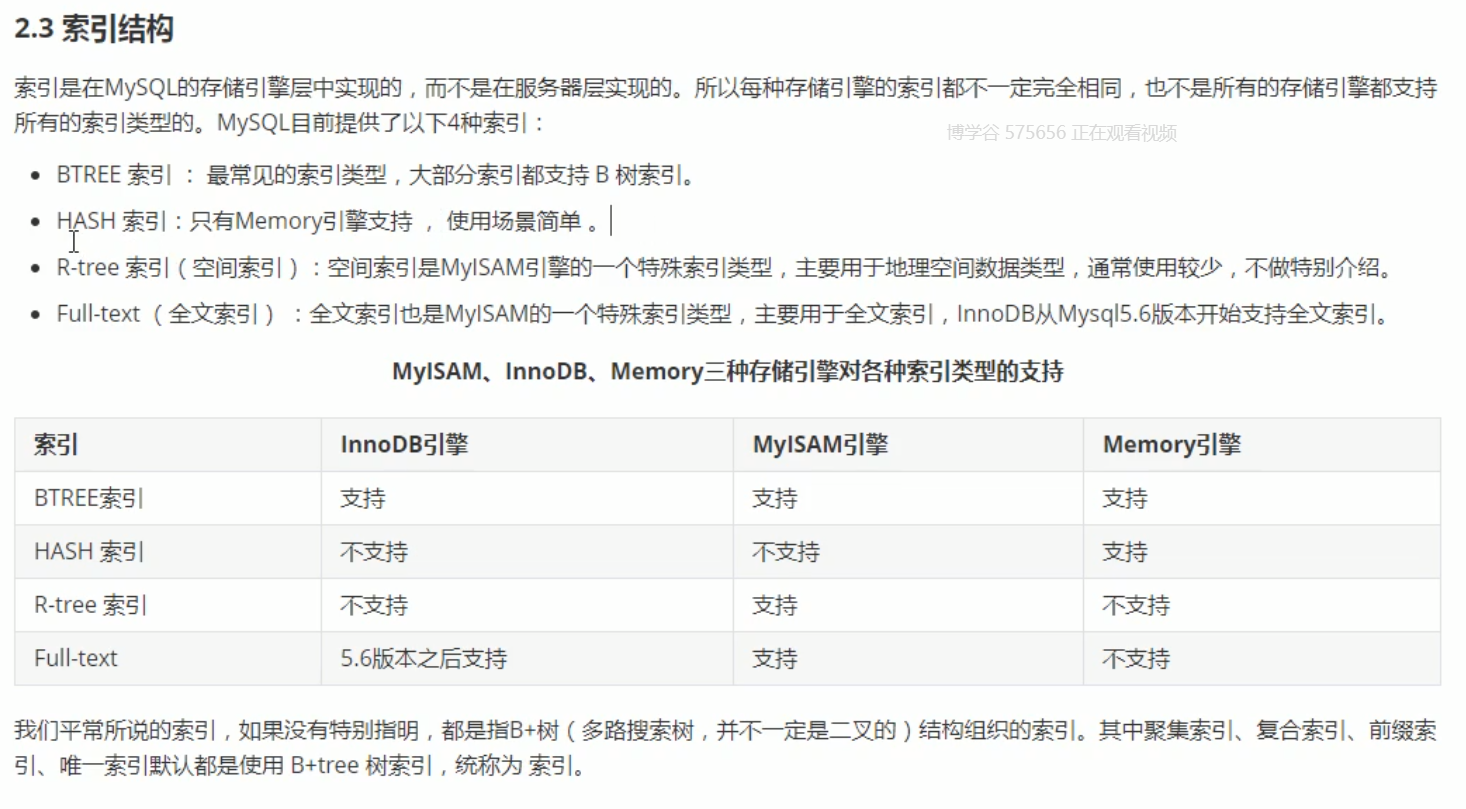 2.3 索引结构
索引是在MySQL的存储引擎层中实现的，而不是在服务器层实现的。所以每种存储引擎的索引都不一定完全相同，也不是所有的存储引擎都支持
所有的索引类型的。MySQL目前提供了以下4种索引：
博学谷 575656 正在观看视频
• BTREE 索引 ： 最常见的索引类型，大部分索引都支持 B 树索引。
• HASH 索引：只有Memory引擎支持 ， 使用场景简单 。
• R-tree 索引（空间索引）：空间索引是MyISAM引擎的一个特殊索引类型，主要用于地理空间数据类型，通常使用较少，不做特别介绍。
• Full-text （全文索引） ：全文索引也是MyISAM的一个特殊索引类型，主要用于全文索引，InnoDB从Mysql5.6版本开始支持全文索引。
MyISAM、InnoDB、Memory三种存储引擎对各种索引类型的支持
索引 InnoDB引擎 MyISAM引擎 Memory引擎
BTREE索引 支持 支持 支持
HASH 索引 不支持 不支持 支持
R-tree 索引 不支持 支持 不支持
Full-text 5.6版本之后支持 支持 不支持
我们平常所说的索引，如果没有特别指明，都是指B+树（多路搜索树，并不一定是二叉的）结构组织的索引。其中聚集索引、复合索引、前缀索
引、唯一索引默认都是使用 B+tree 树索引，统称为 索引。